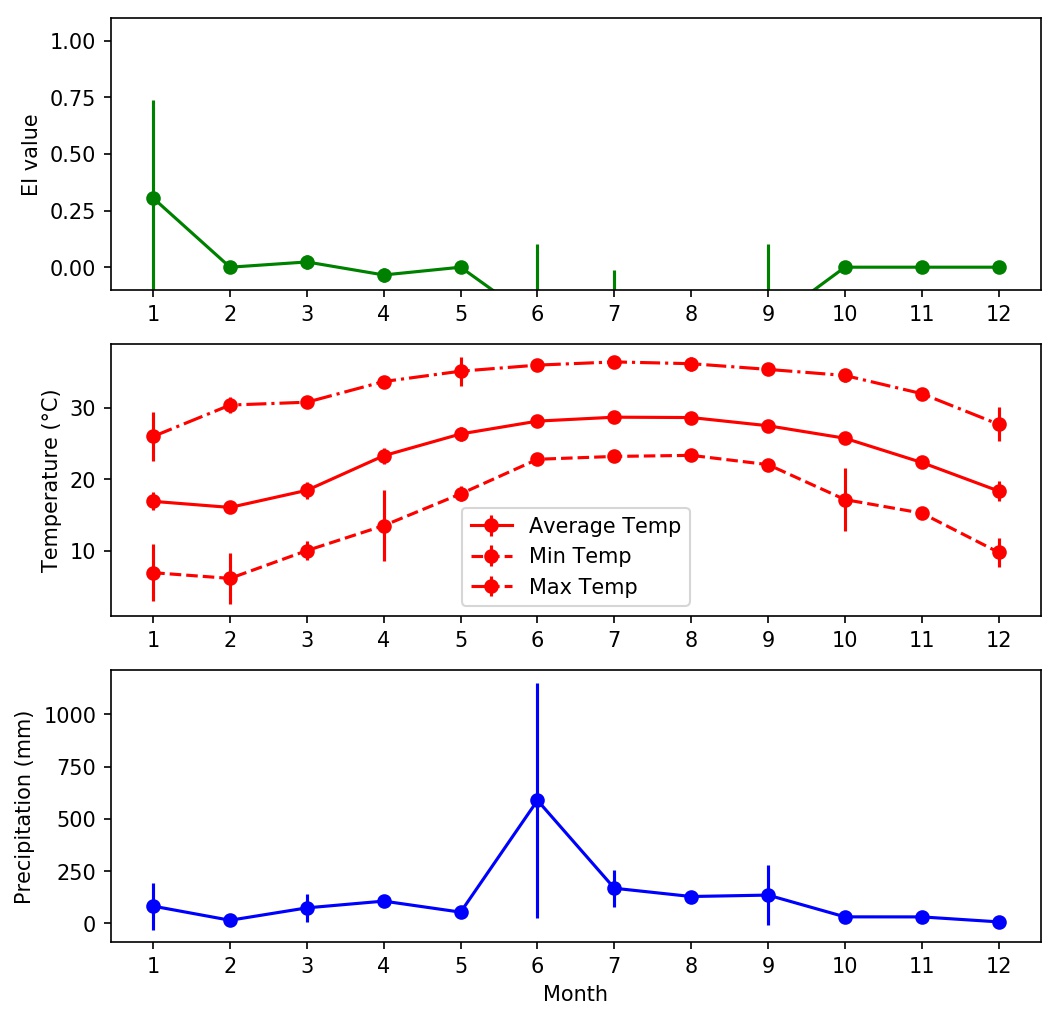 1.00
0.75
0.50
0.25
0.00
EI value
1 2 3 4 5 6 7 8 9 10 11 12
30
20
10
Temperature (°C)
Average Temp
Min Temp
Max Temp
1 2 3 4 5 6 7 8 9 10 11 12
1000
750
500
250
0
Precipitation (mm)
1 2 3 4 5 6 7 8 9 10 11 12
Month